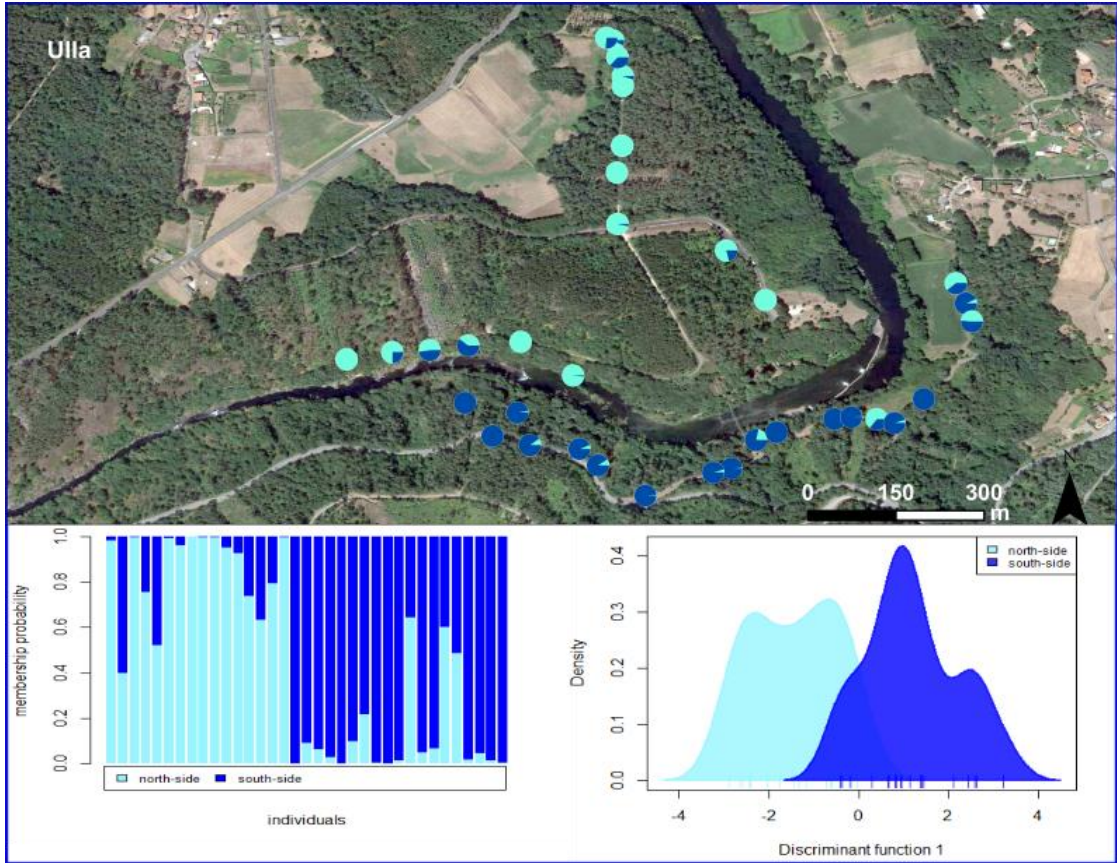 Ulla
N
0 150 300
m
membership probability
1.0
0.8
0.6
0.4
0.2
0.0
north-side south-side
individuals
Density
0.4
0.3
0.2
0.1
0.0
north-side
south-side
-4 -2 0 2 4
Discriminant function 1